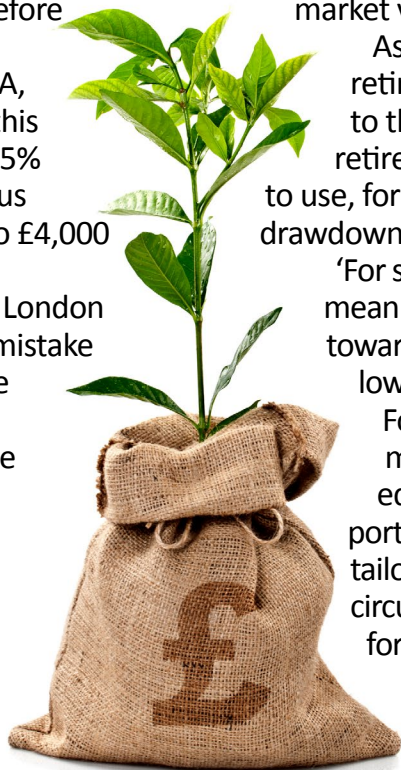 efore
A,
his
5%
us
o £4,000
London
mistake
e
e
market v
As
retir
to th
retire
to use, for
drawdown
'For s
mean
towar
low
Fo
m
ec
port
tailo
circu
for
£